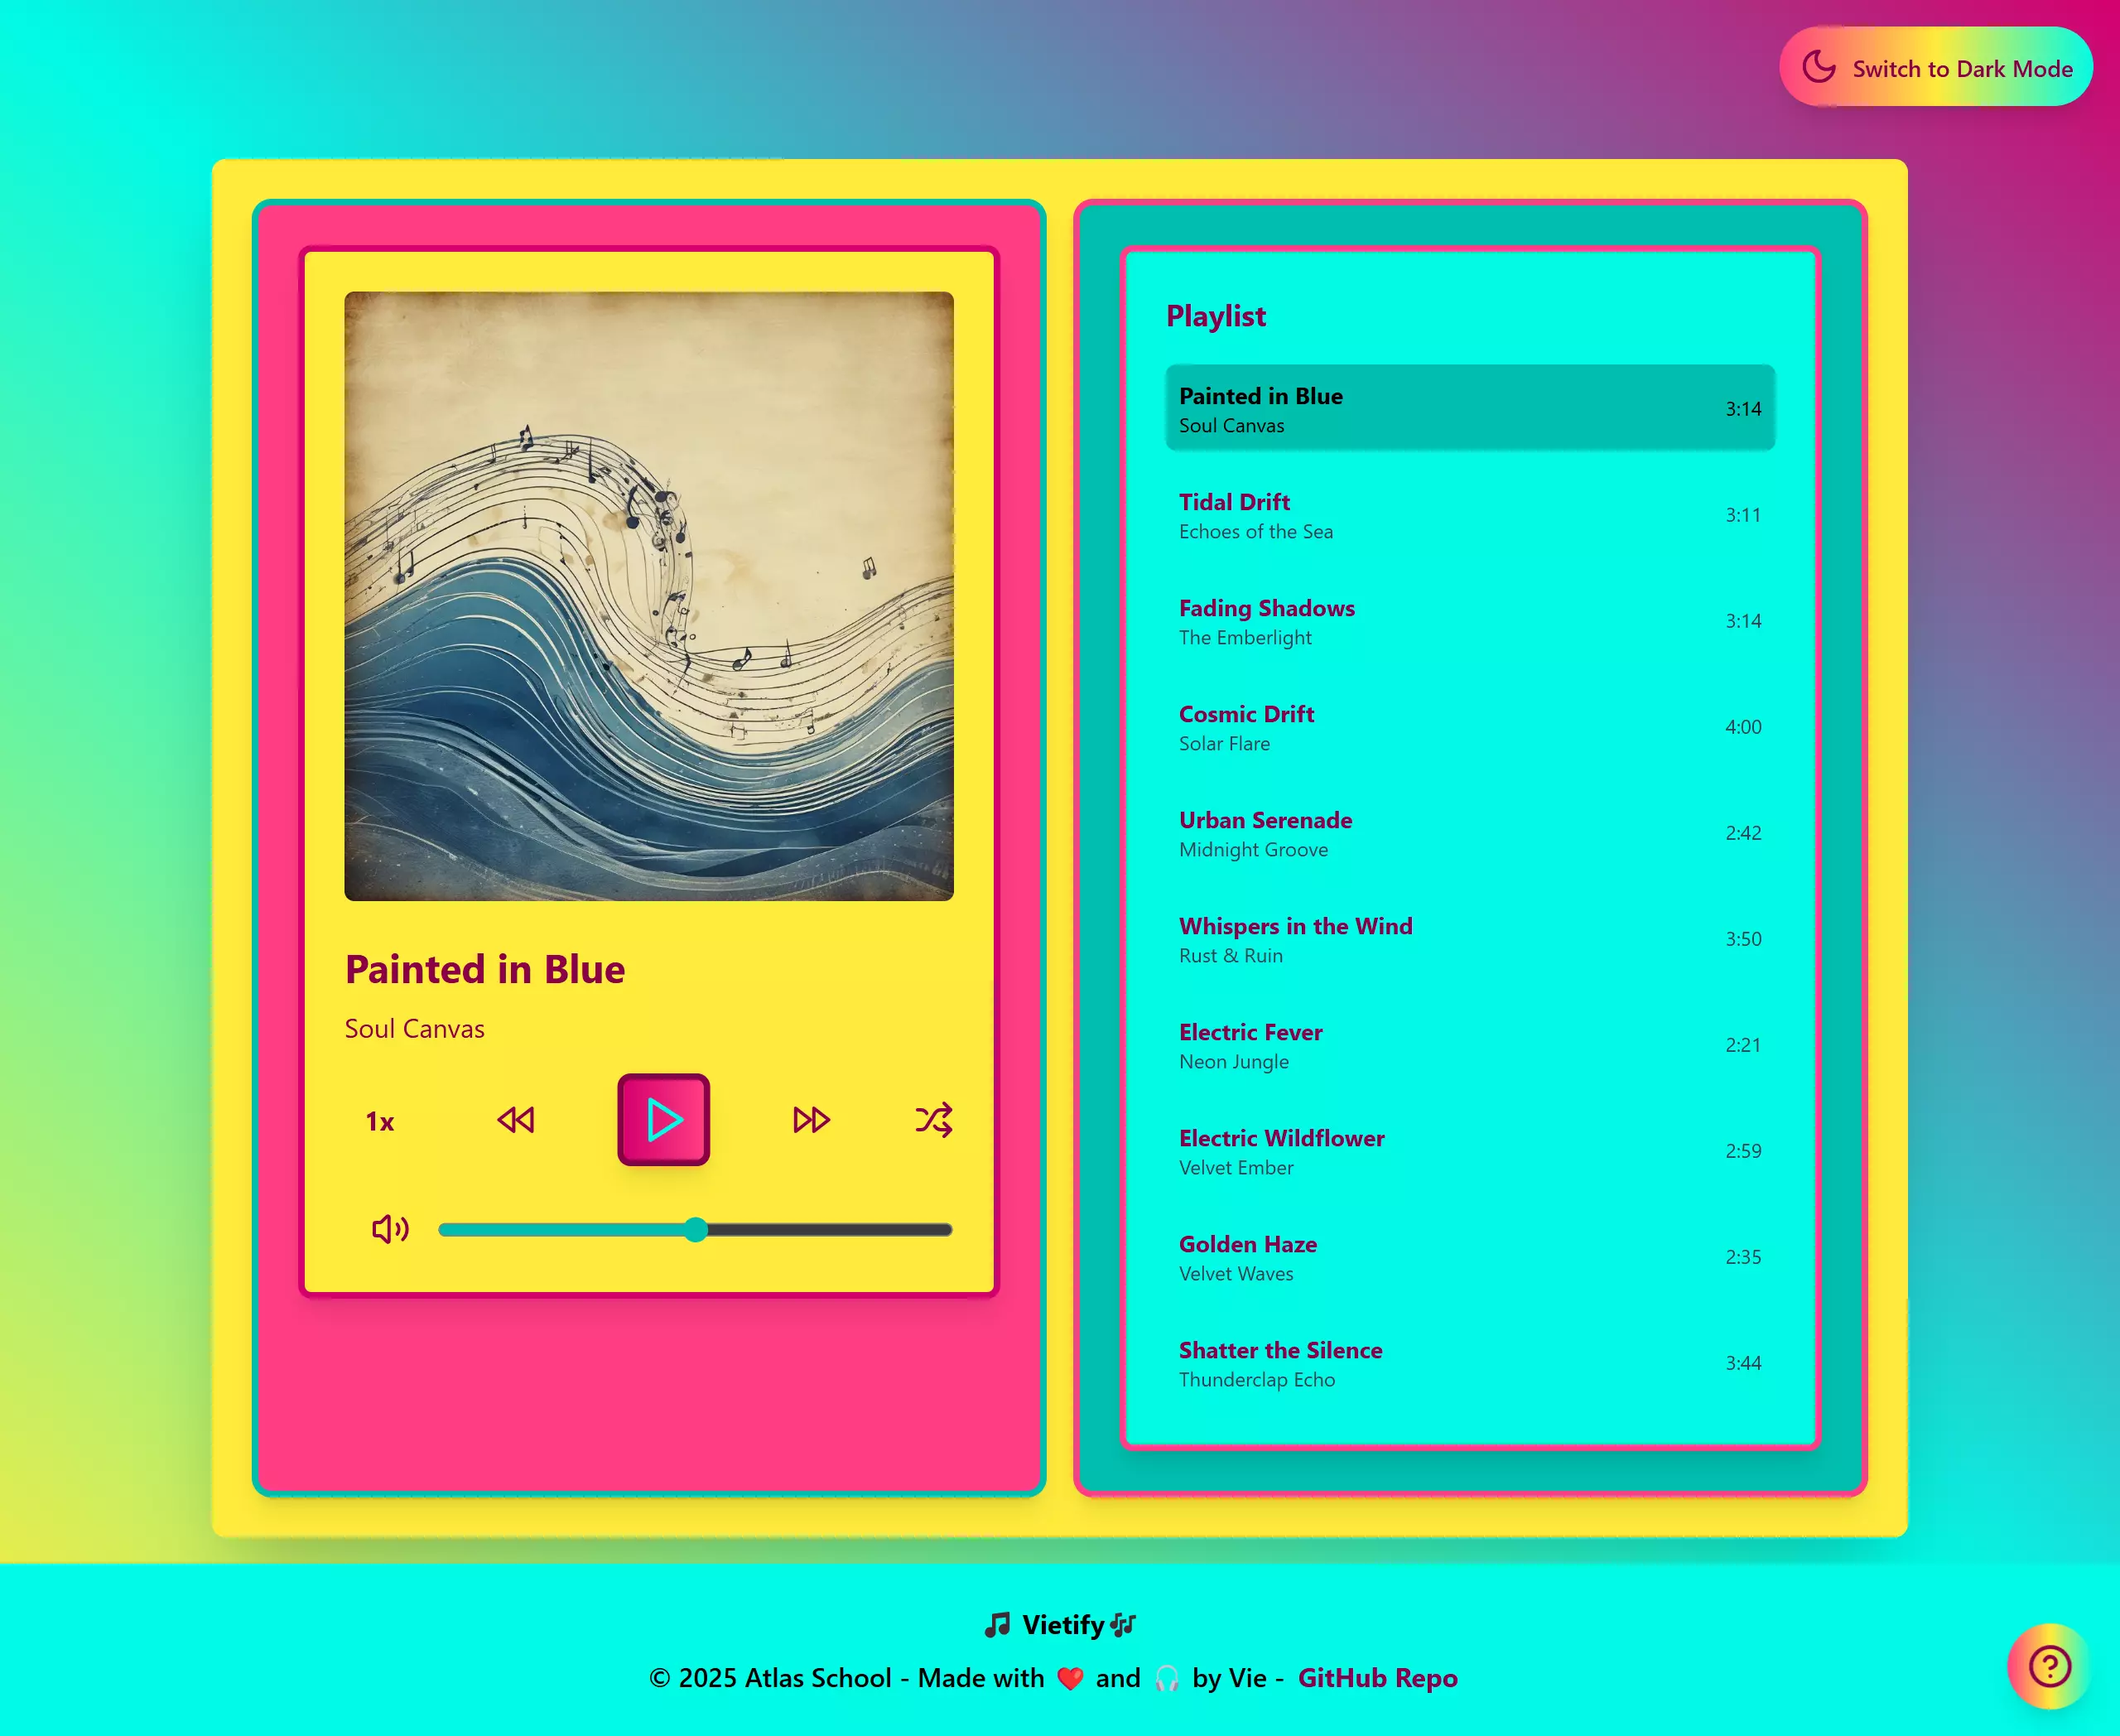 Switch to Dark Mode
Painted in Blue
Soul Canvas
1x
Playlist
Painted in Blue
Soul Canvas
3:14
Tidal Drift
Echoes of the Sea
3:11
Fading Shadows
The Emberlight
3:14
Cosmic Drift
Solar Flare
4:00
Urban Serenade
Midnight Groove
2:42
Whispers in the Wind
Rust & Ruin
3:50
Electric Fever
Neon Jungle
2:21
Electric Wildflower
Velvet Ember
2:59
Golden Haze
Velvet Waves
2:35
Shatter the Silence
Thunderclap Echo
3:44
🎵 Vietify🎶
© 2025 Atlas School - Made with ❤️ and 🎧 by Vie - GitHub Repo
?